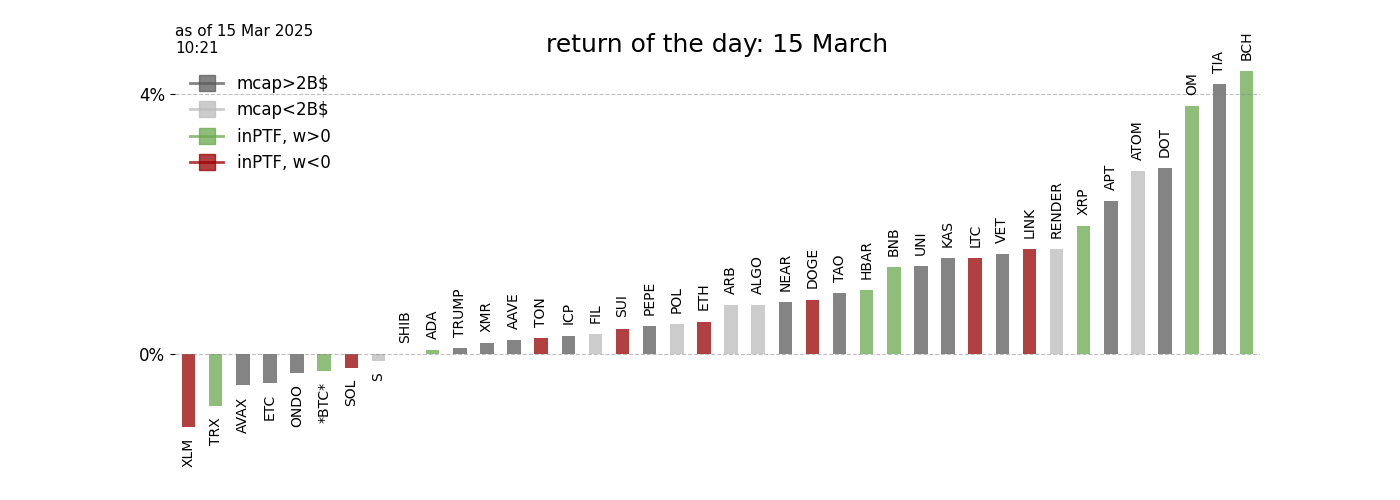 as of 15 Mar 2025
10:21
return of the day: 15 March
mcap>2B$
mcap<2B$
inPTF, w>0
inPTF, w<0
4%
0%
XLM
TRX
AVAX
ETC
ONDO
*BTC*
SOL
S
SHIB
ADA
TRUMP
XMR
AAVE
TON
ICP
FIL
SUI
PEPE
POL
ETH
ARB
ALGO
NEAR
DOGE
TAO
HBAR
BNB
UNI
KAS
LTC
VET
LINK
RENDER
XRP
APT
ATOM
DOT
OM
TIA
BCH